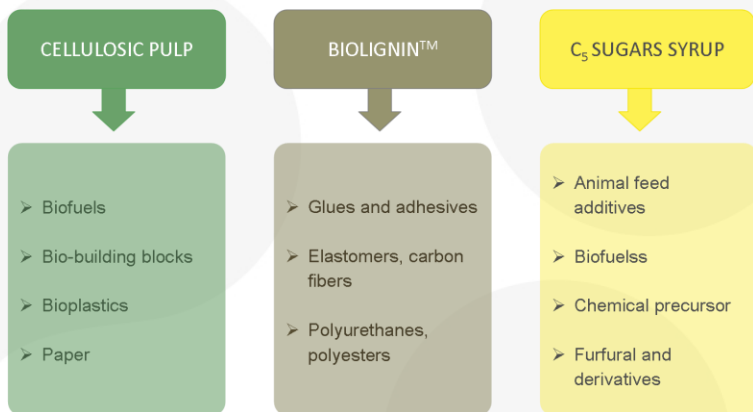 CELLULOSIC PULP
➢ Biofuels
➢ Bio-building blocks
➢ Bioplastics
➢ Paper
BIOLIGNIN™
➢ Glues and adhesives
➢ Elastomers, carbon
fibers
➢ Polyurethanes,
polyesters
C₅ SUGARS SYRUP
➢ Animal feed
additives
➢ Biofuelss
➢ Chemical precursor
➢ Furfural and
derivatives